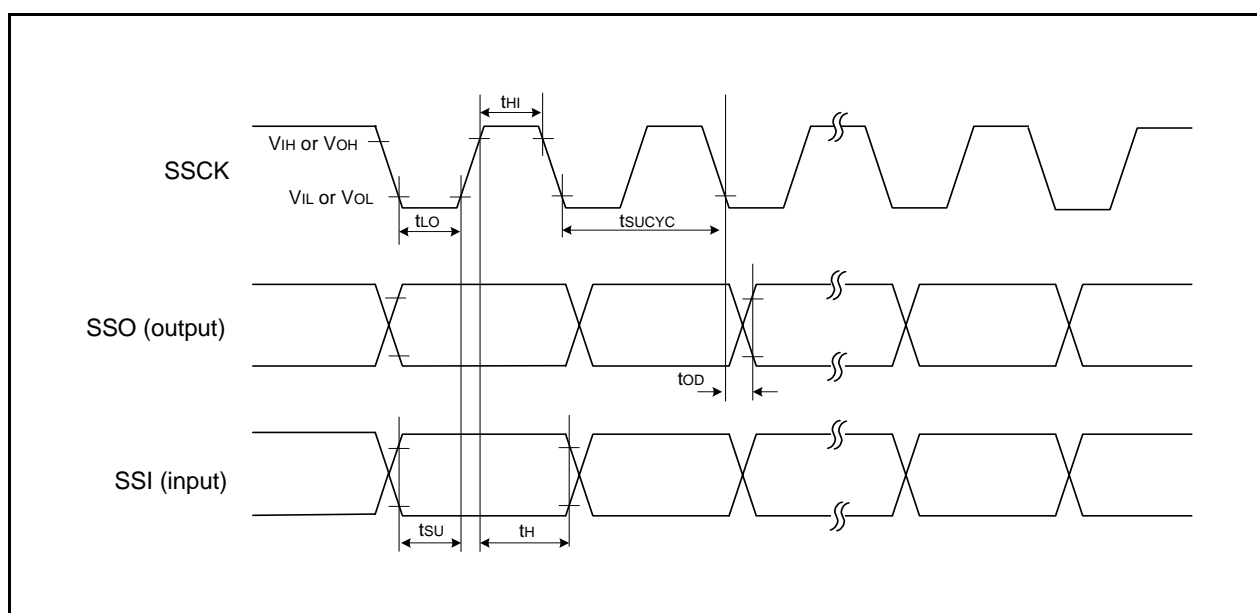 tHI
VIH or VOH
SSCK
VIL or VOL
tLO
tSUCYC
SSO (output)
tOD
SSI (input)
tSU
tH